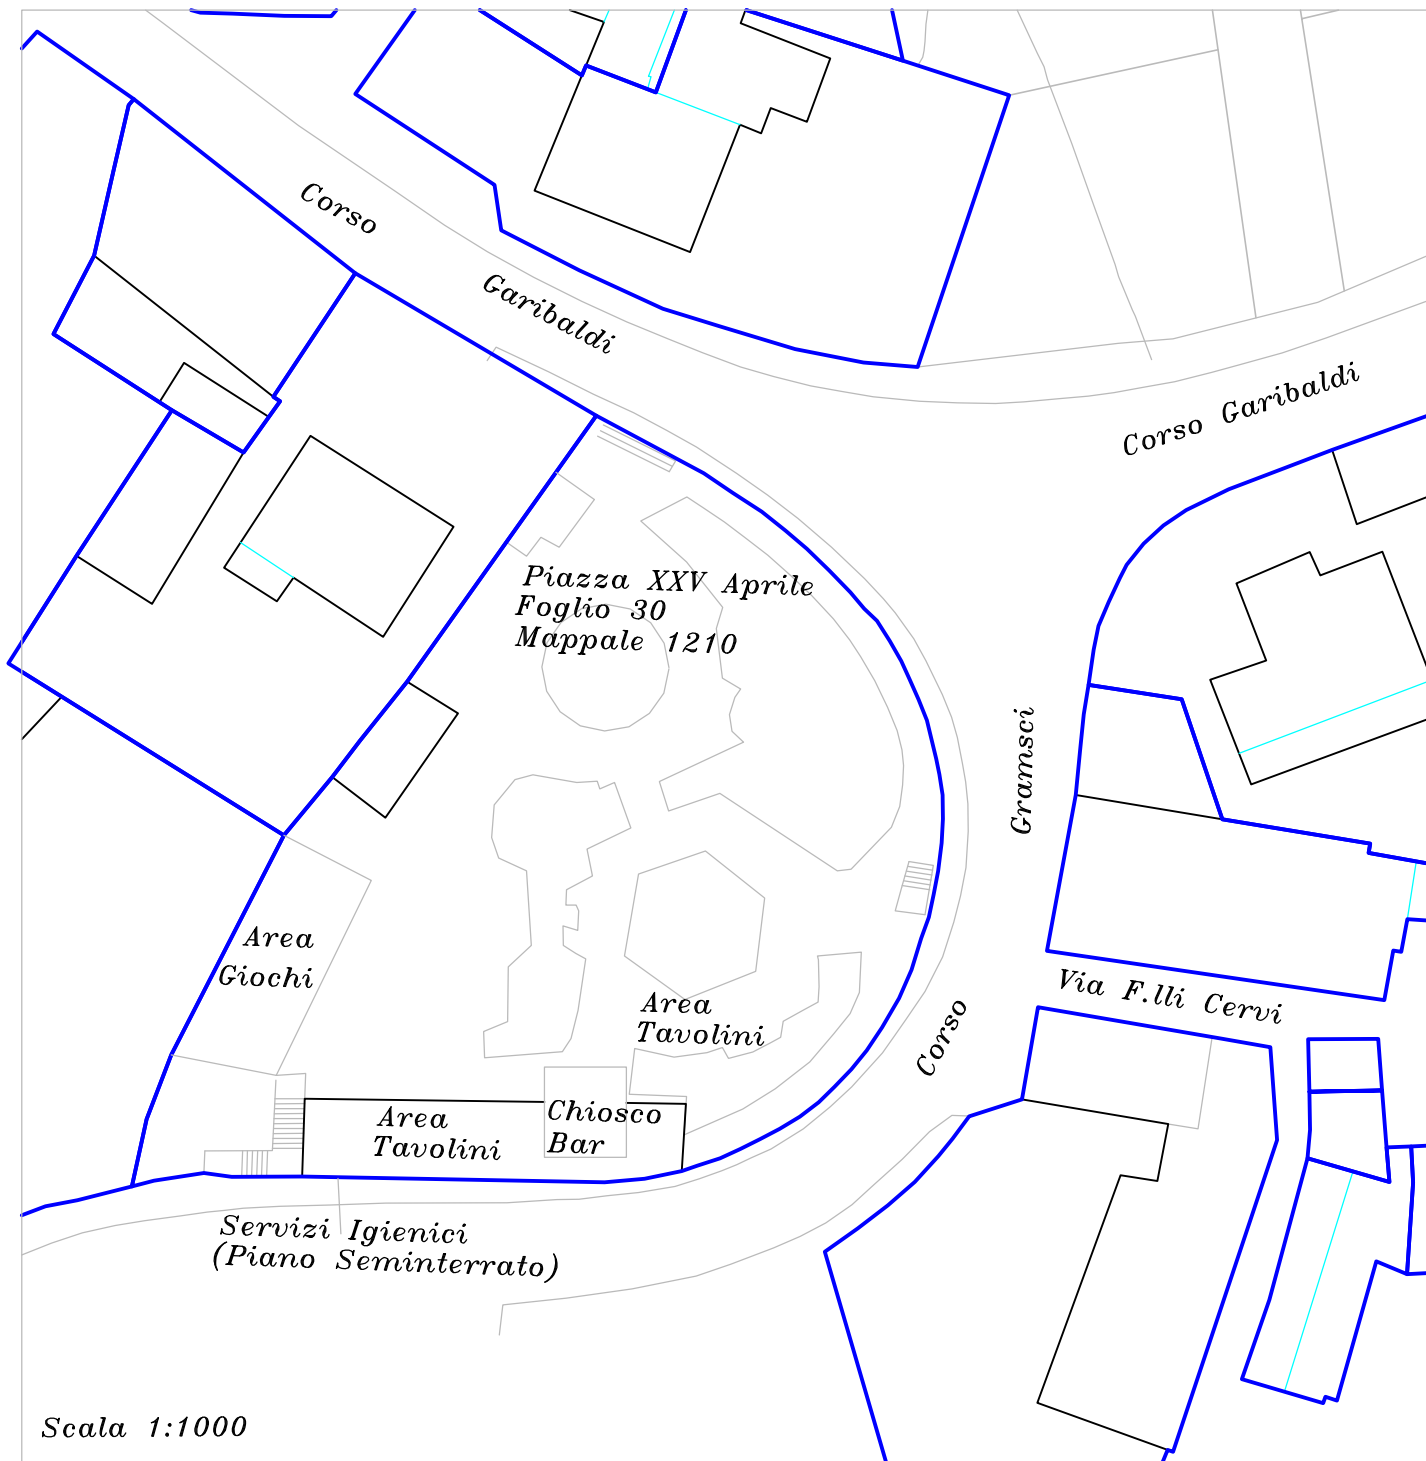 Corso
Garibaldi
Corso Garibaldi
Piazza XXV Aprile
Foglio 30
Mappale 1210
Gramsci
Area
Giochi
Area
Tavolini
Via F.lli Cervi
Corso
Area
Tavolini
Chiosco
Bar
Servizi Igienici
(Piano Seminterrato)
Scala 1:1000